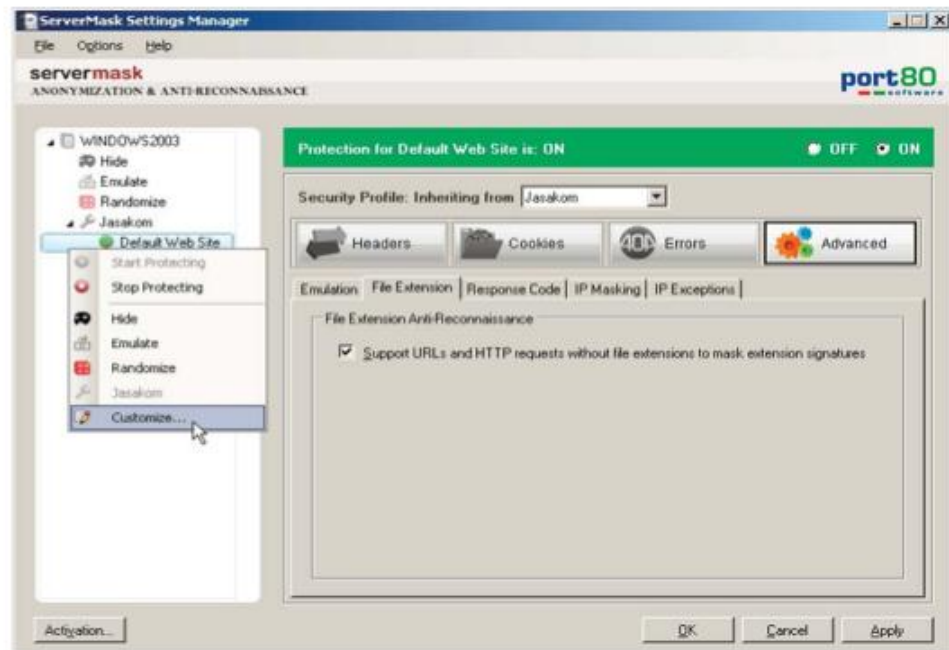 ServerMask Settings Manager
File Options Help
servermask
ANONYMIZATION & ANTI-RECONNAISSANCE
port80
software
WINDOWS2003
Hide
Emulate
Randomize
Jasakom
Default Web Site
Start Protecting
Stop Protecting
Hide
Emulate
Randomize
Jasakom
Customize...
Protection for Default Web Site is: ON
OFF ON
Security Profile: Inheriting from Jasakom
Headers Cookies 404 Errors Advanced
Emulation File Extension Response Code IP Masking IP Exceptions
File Extension Anti-Reconnaissance
Support URLs and HTTP requests without file extensions to mask extension signatures
Activation... OK Cancel Apply